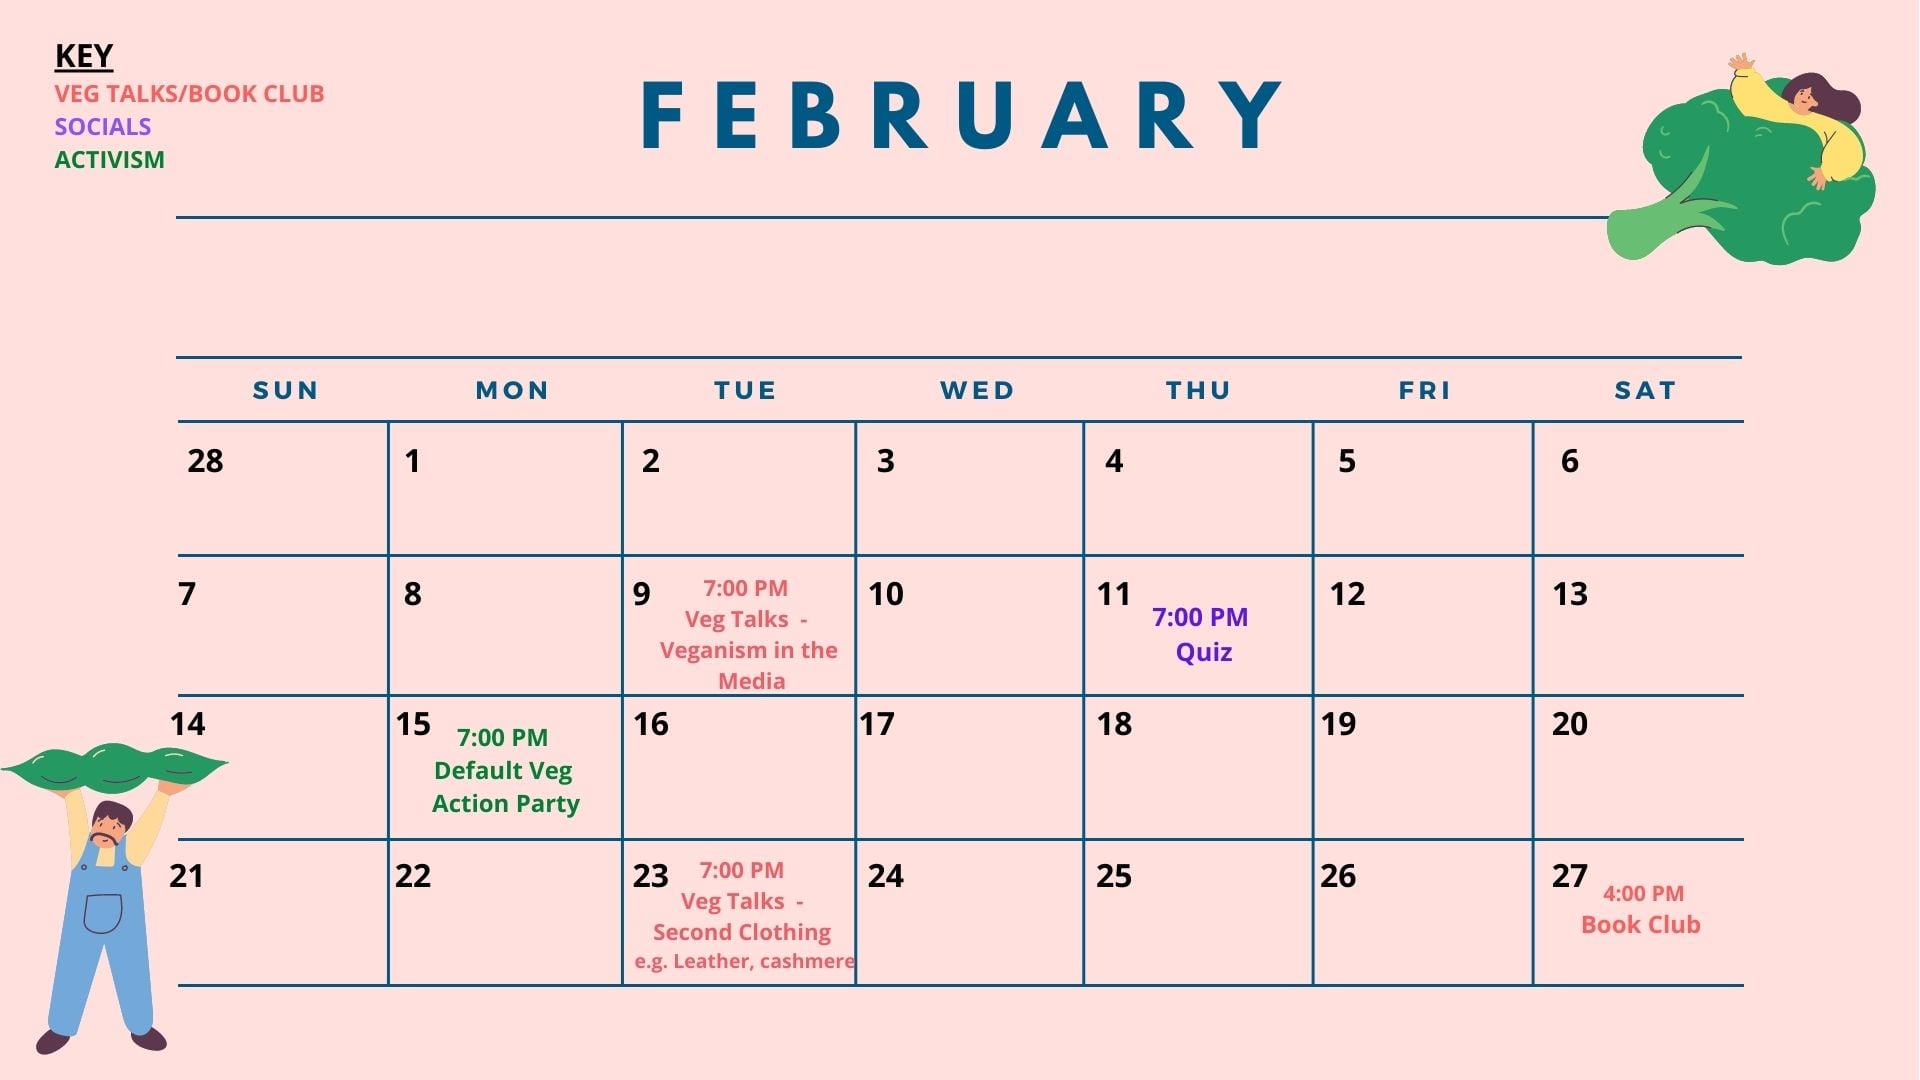 KEY
VEG TALKS/BOOK CLUB
SOCIALS
ACTIVISM
FEBRUARY
SUN MON TUE WED THU FRI SAT
28 1 2 3 4 5 6
7 8 9 10 11 12 13
7:00 PM
Veg Talks -
Veganism in the
Media
7:00 PM
Quiz
14 15 16 17 18 19 20
7:00 PM
Default Veg
Action Party
21 22 23 24 25 26 27
7:00 PM
Veg Talks -
Second Clothing
e.g. Leather, cashmere
4:00 PM
Book Club